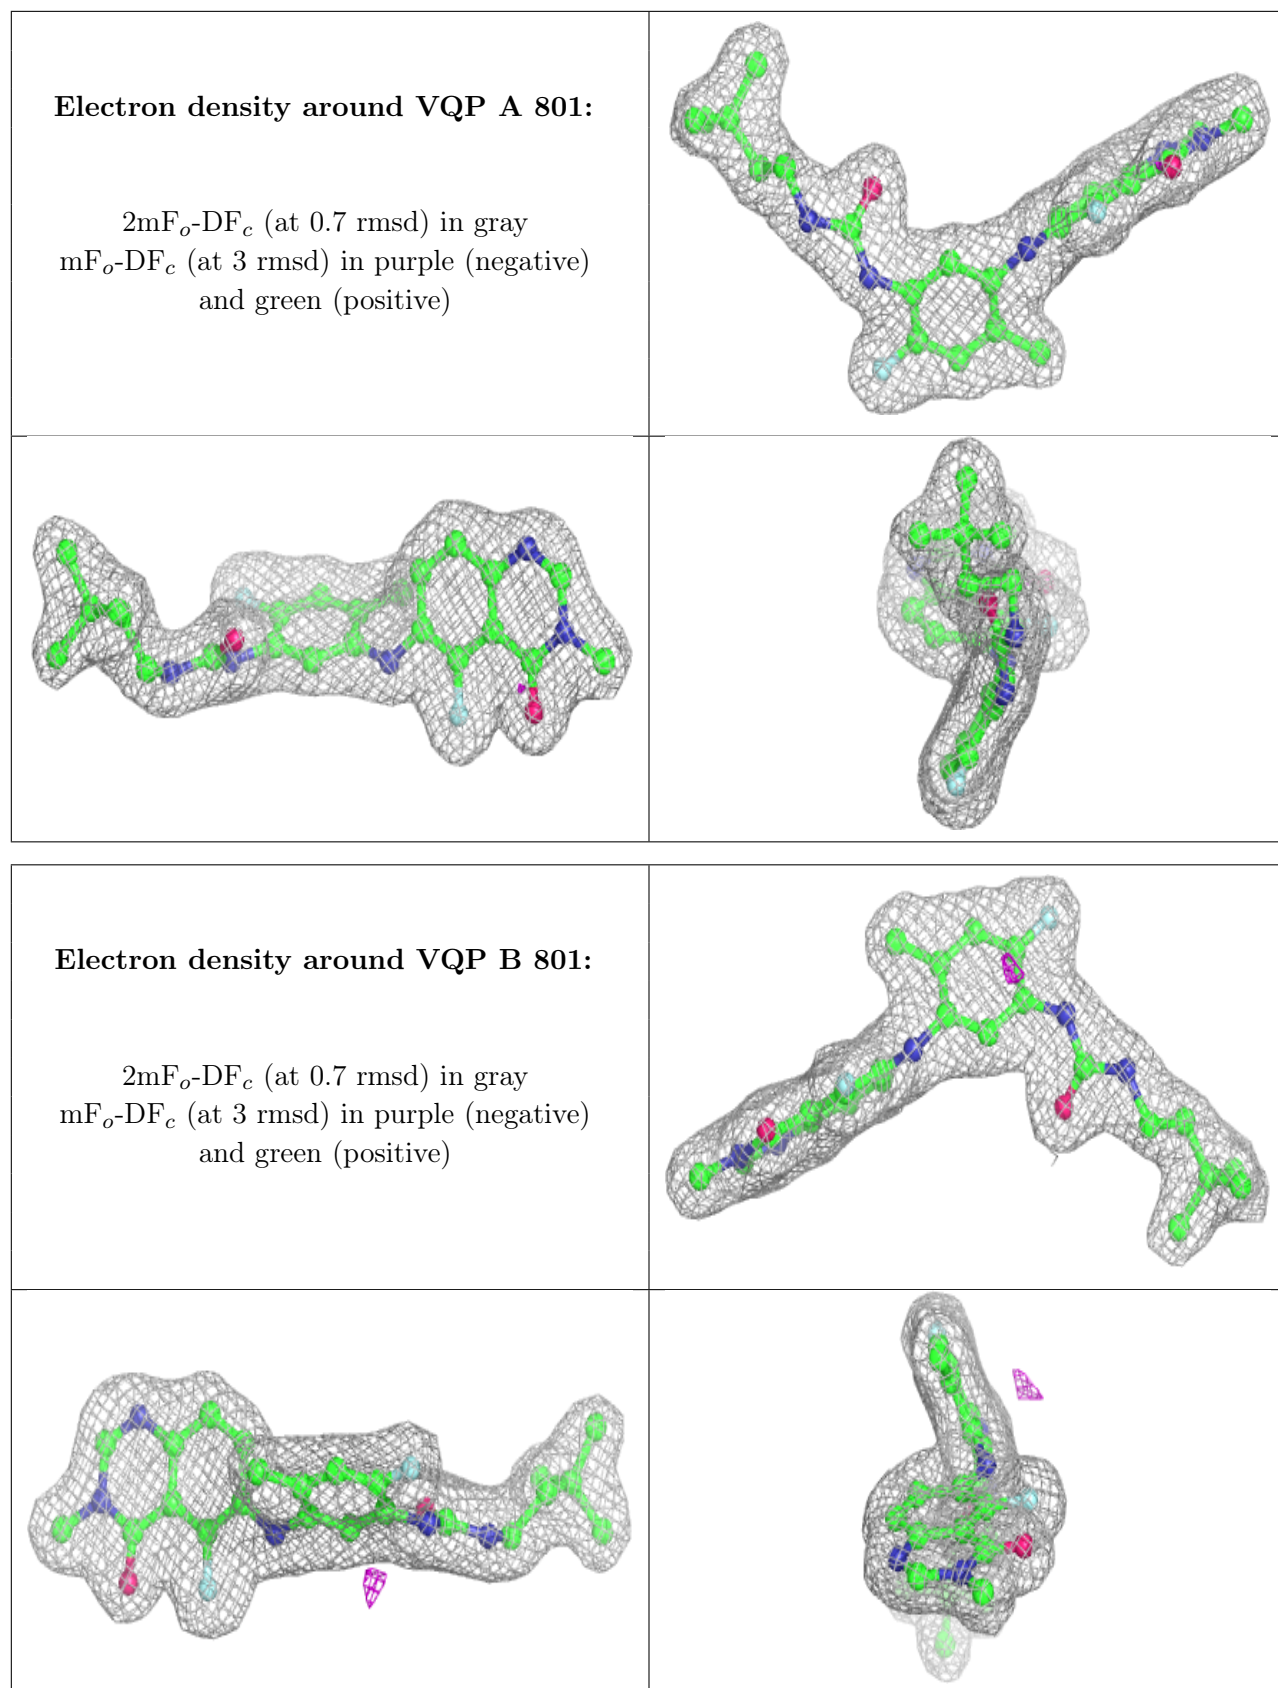 Electron density around VQP A 801:
2mFo-DFc (at 0.7 rmsd) in gray
mFo-DFc (at 3 rmsd) in purple (negative)
and green (positive)
Electron density around VQP B 801:
2mFo-DFc (at 0.7 rmsd) in gray
mFo-DFc (at 3 rmsd) in purple (negative)
and green (positive)